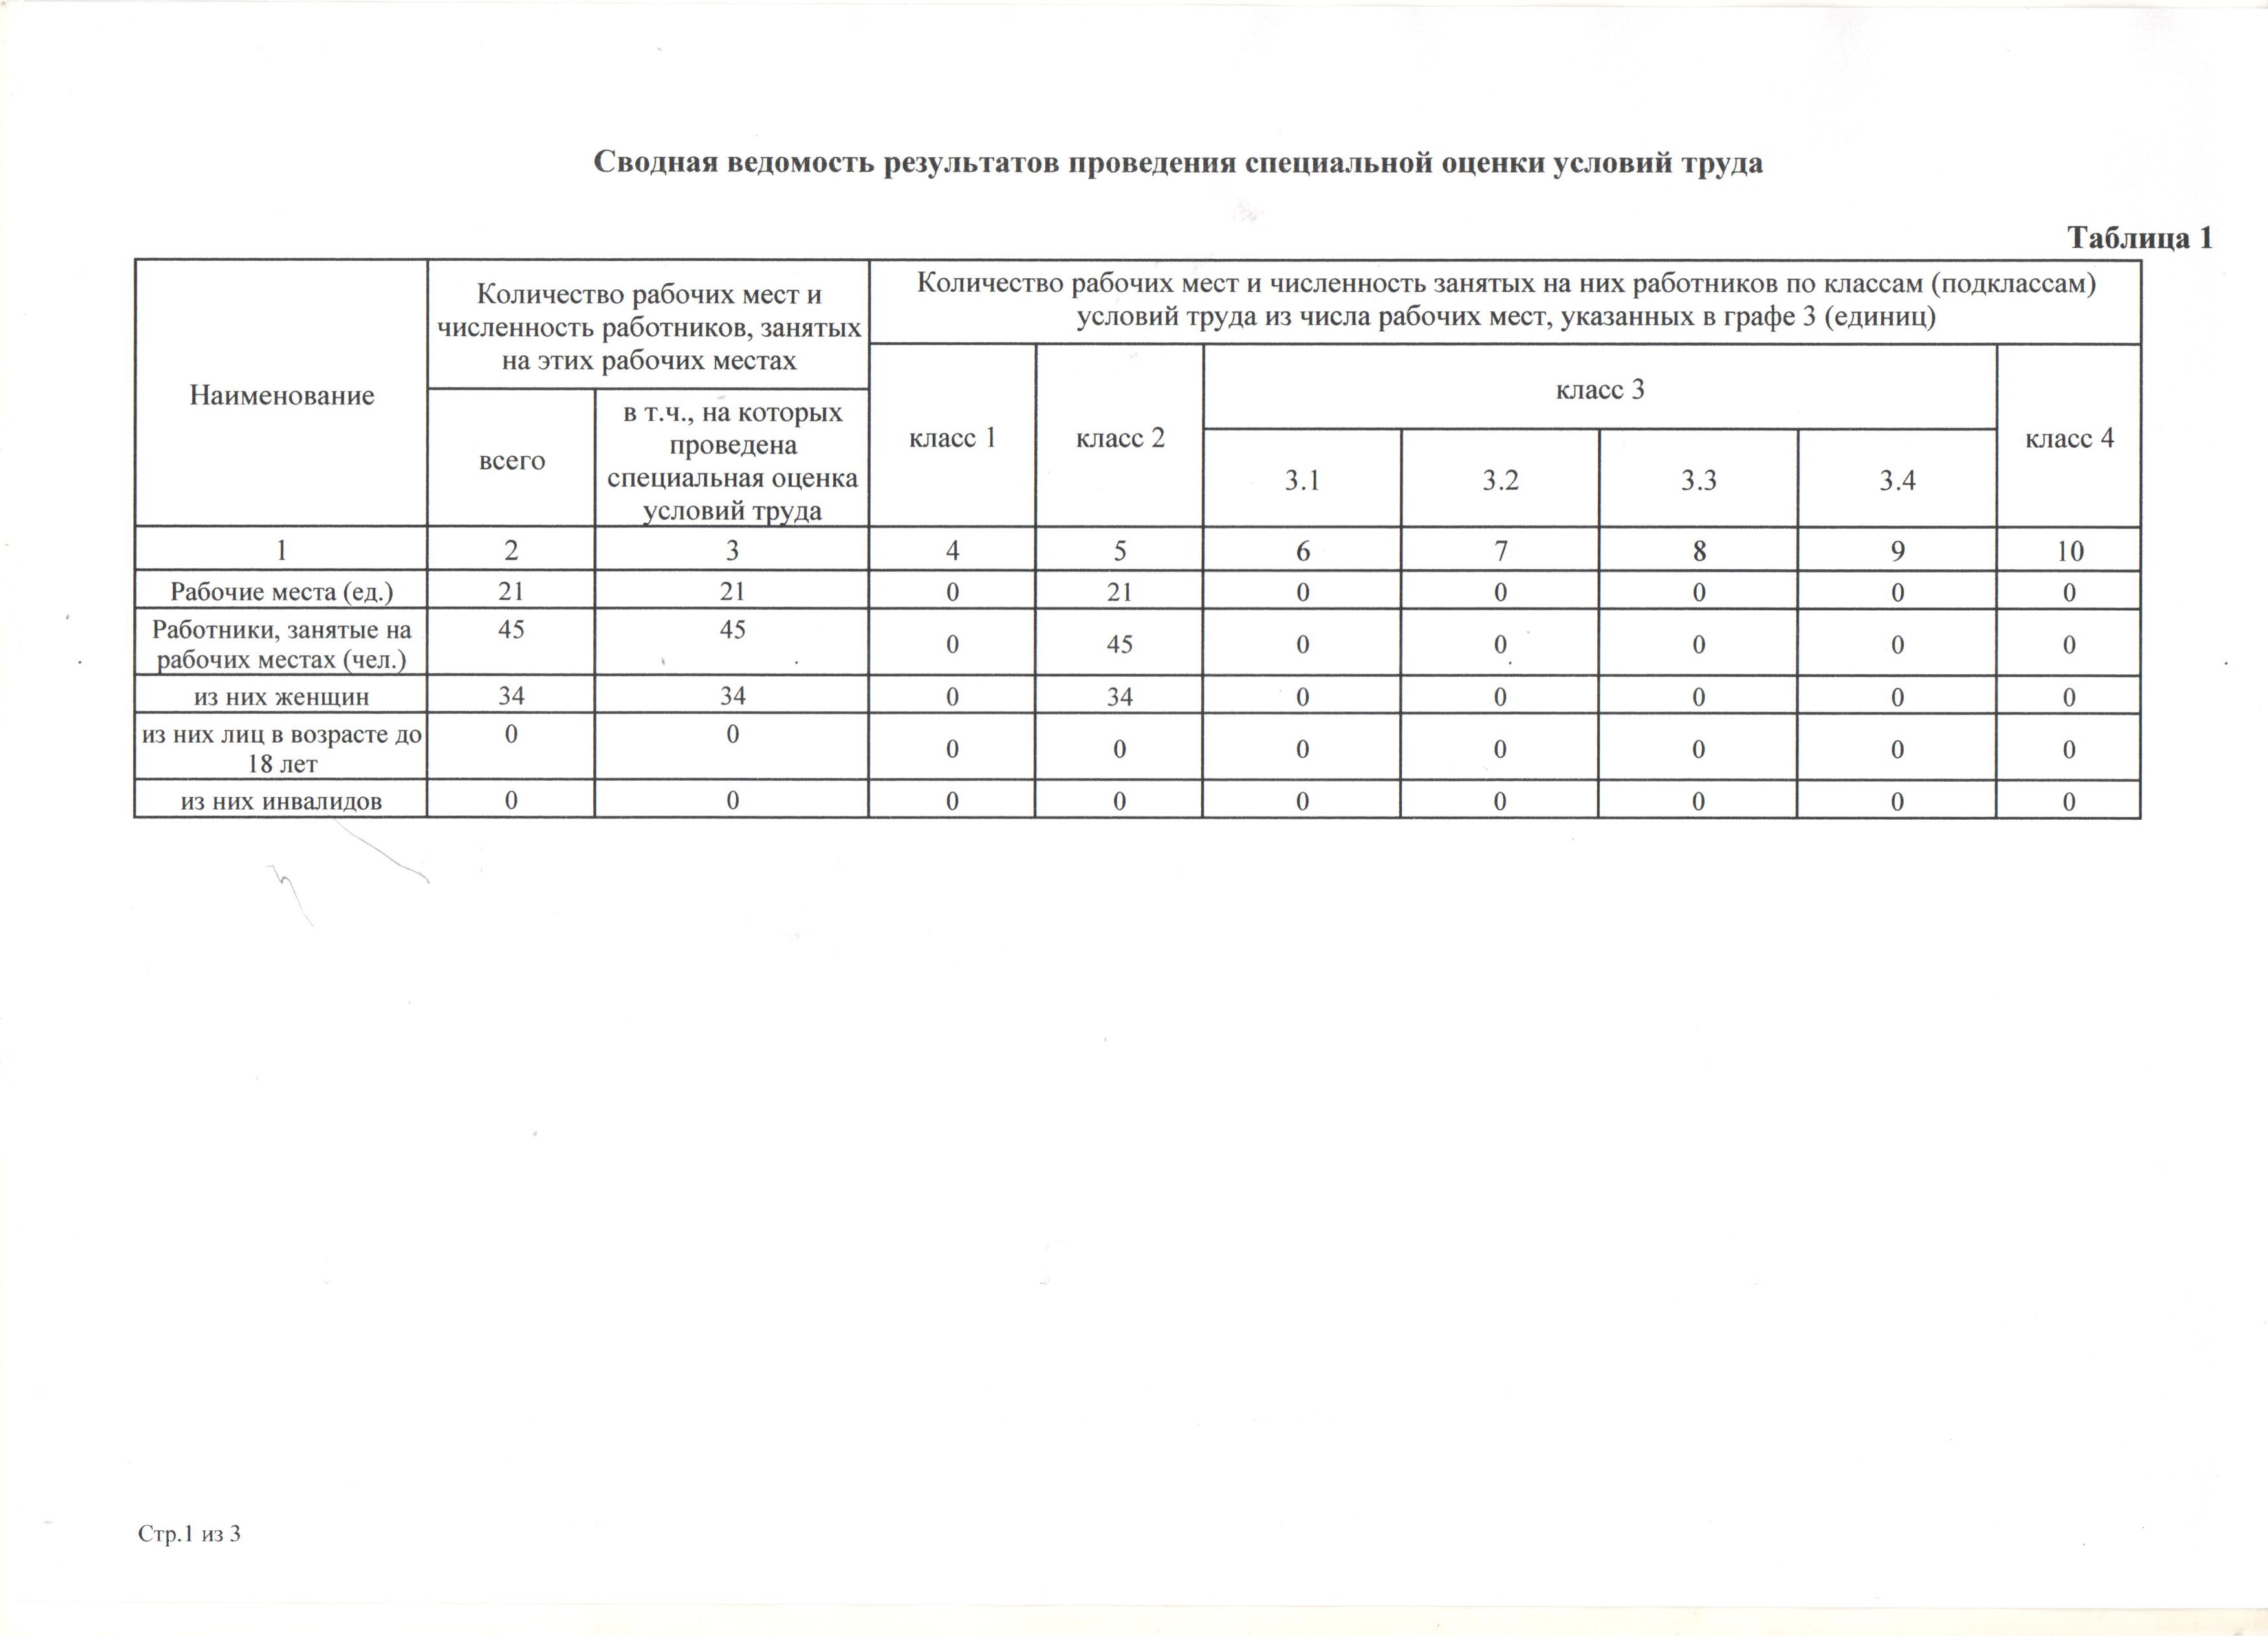 Сводная ведомость результатов проведения специальной оценки условий труда
Таблица 1
Наименование
Количество рабочих мест и
численность работников, занятых
на этих рабочих местах
Количество рабочих мест и численность занятых на них работников по классам (подклассам)
условий труда из числа рабочих мест, указанных в графе 3 (единиц)
всего
в т.ч., на которых
проведена
специальная оценка
условий труда
класс 1
класс 2
класс 3
класс 4
3.1
3.2
3.3
3.4
1 2 3 4 5 6 7 8 9 10
Рабочие места (ед.) 21 21 0 21 0 0 0 0 0
Работники, занятые на
рабочих местах (чел.) 45 45 0 45 0 0 0 0 0
из них женщин 34 34 0 34 0 0 0 0 0
из них лиц в возрасте до
18 лет 0 0 0 0 0 0 0 0 0
из них инвалидов 0 0 0 0 0 0 0 0 0
Стр.1 из 3